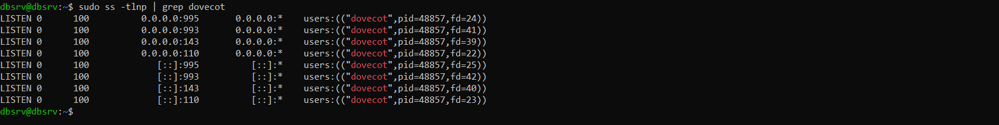 dbsrv@dbsrv:~$ sudo ss -tlnp | grep dovecot
LISTEN 0      100          0.0.0.0:995       0.0.0.0:*    users:(("dovecot",pid=48857,fd=24))
LISTEN 0      100          0.0.0.0:993       0.0.0.0:*    users:(("dovecot",pid=48857,fd=41))
LISTEN 0      100          0.0.0.0:143       0.0.0.0:*    users:(("dovecot",pid=48857,fd=39))
LISTEN 0      100          0.0.0.0:110       0.0.0.0:*    users:(("dovecot",pid=48857,fd=22))
LISTEN 0      100             [::]:995          [::]:*    users:(("dovecot",pid=48857,fd=25))
LISTEN 0      100             [::]:993          [::]:*    users:(("dovecot",pid=48857,fd=42))
LISTEN 0      100             [::]:143          [::]:*    users:(("dovecot",pid=48857,fd=40))
LISTEN 0      100             [::]:110          [::]:*    users:(("dovecot",pid=48857,fd=23))
dbsrv@dbsrv:~$